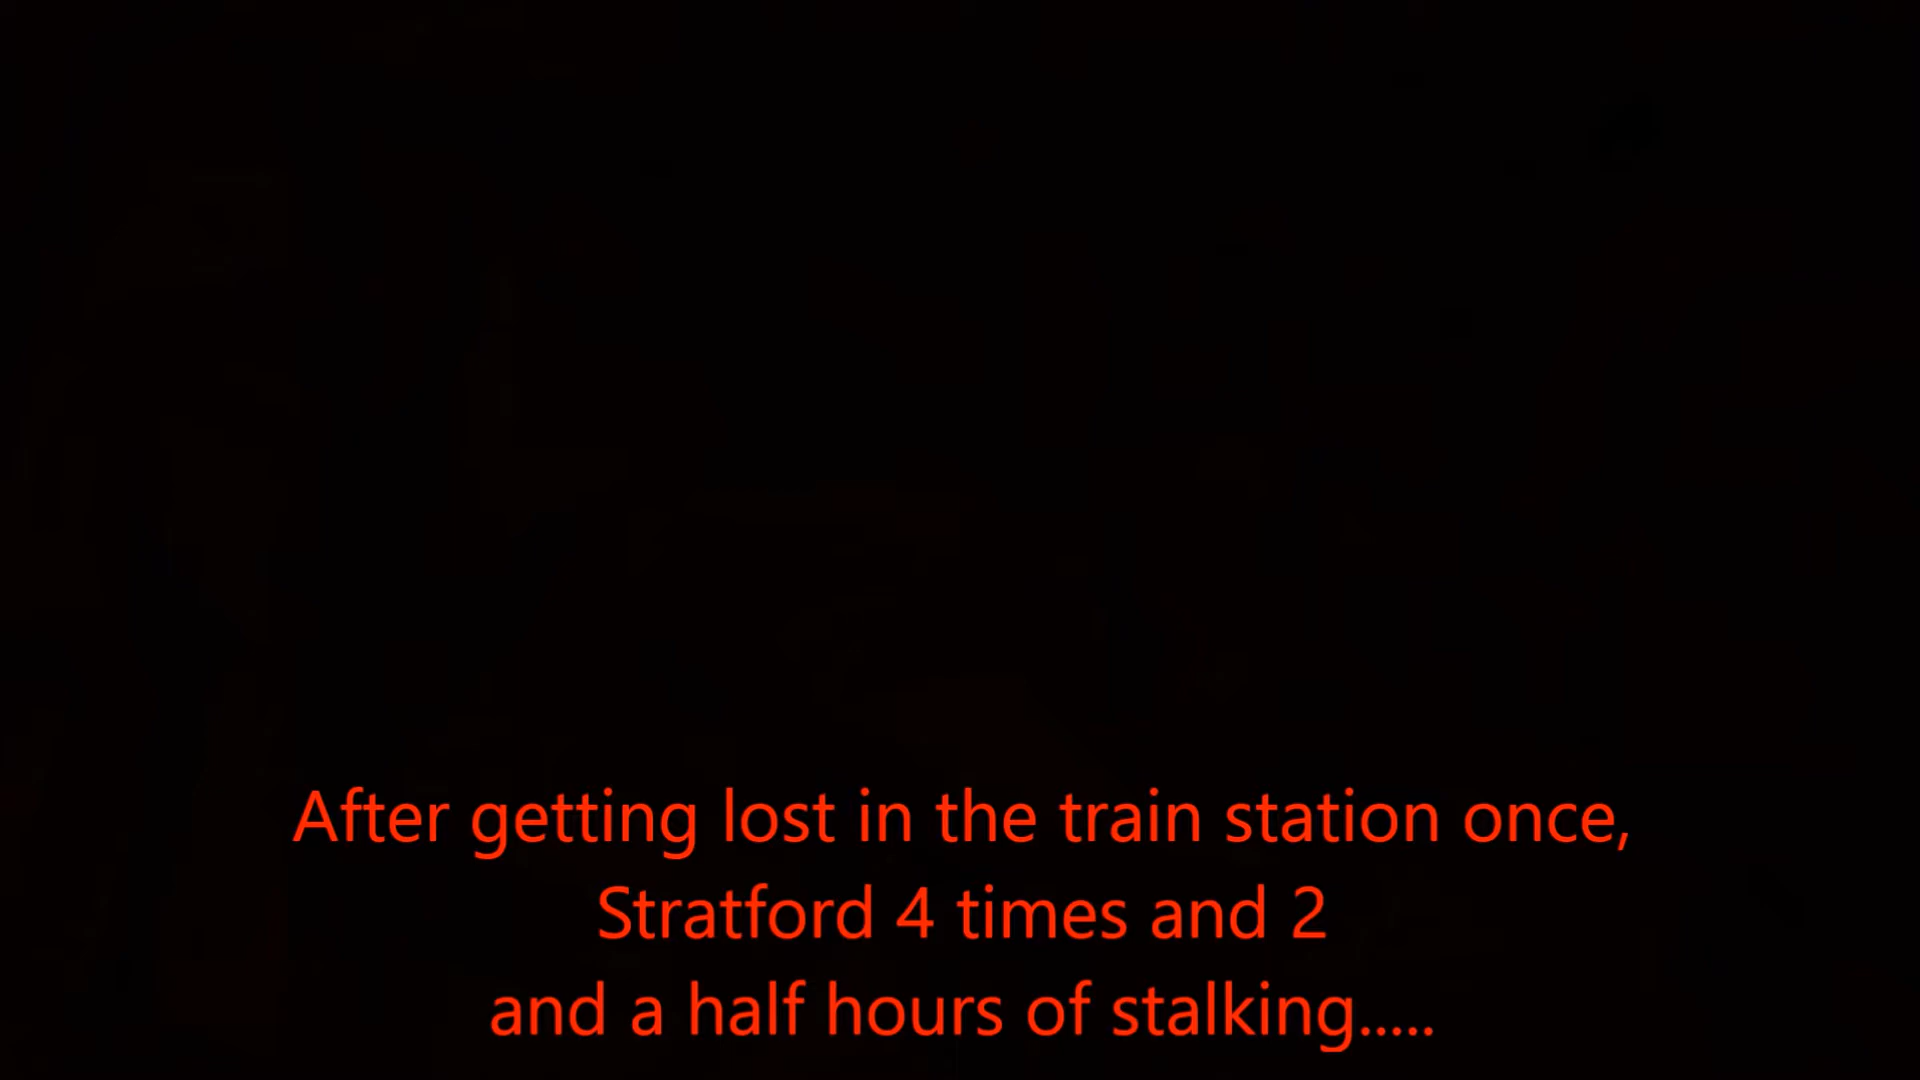 After getting lost in the train station once,
Stratford 4 times and 2
and a half hours of stalking.....